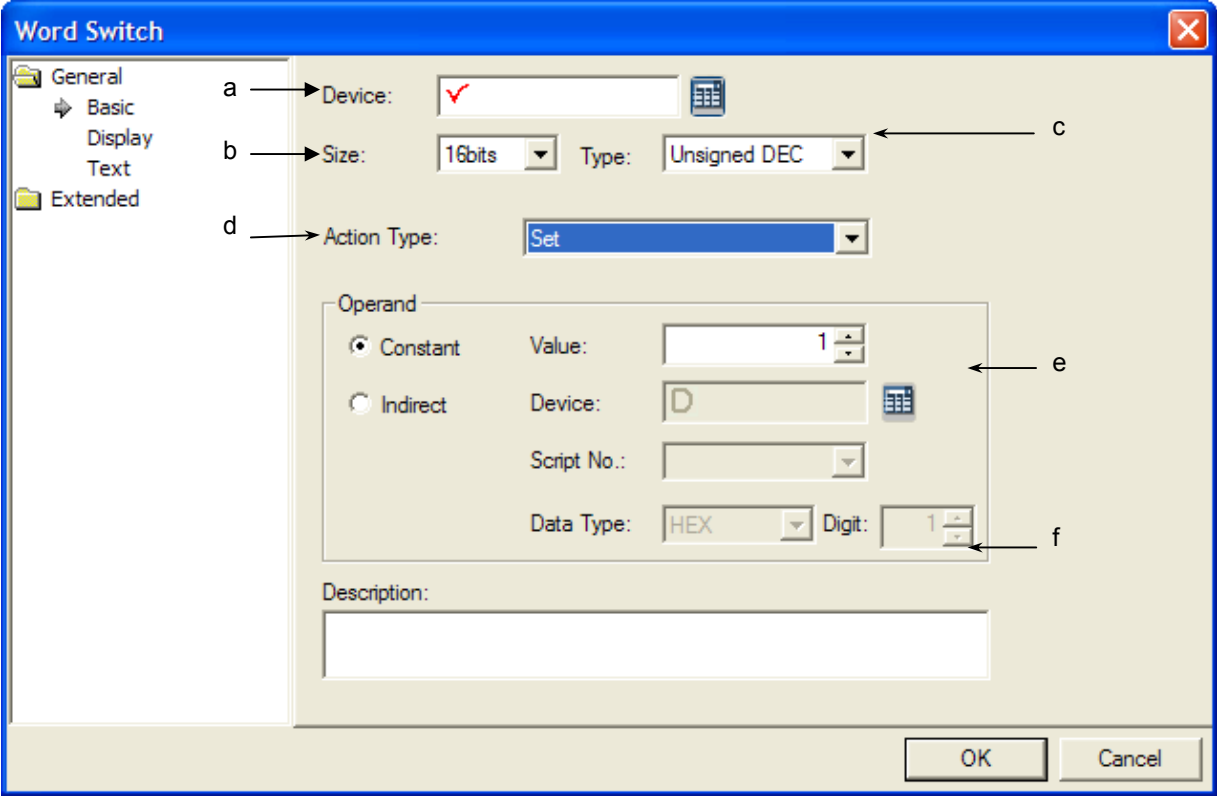 Word Switch
General
Basic
Display
Text
Extended
a Device:
c
b Size: 16bits Type: Unsigned DEC
d Action Type: Set
Operand
Constant Value: 1
e
Indirect Device: D
Script No.:
Data Type: HEX Digit: 1
f
Description:
OK Cancel